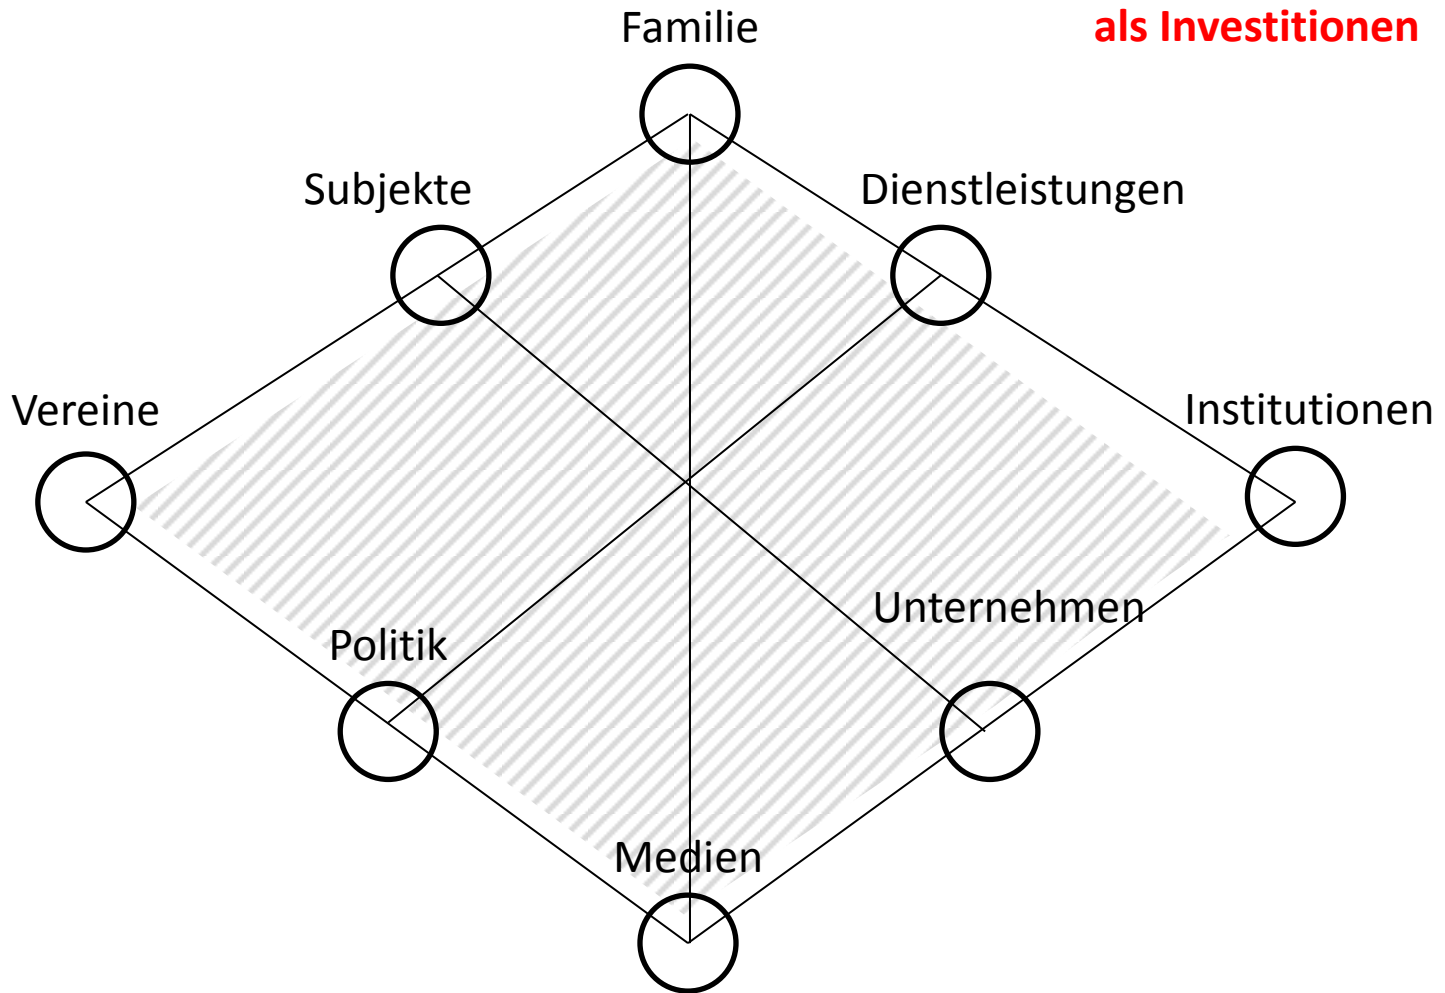 Familie
als Investitionen
Subjekte
Dienstleistungen
Vereine
Institutionen
Unternehmen
Politik
Medien